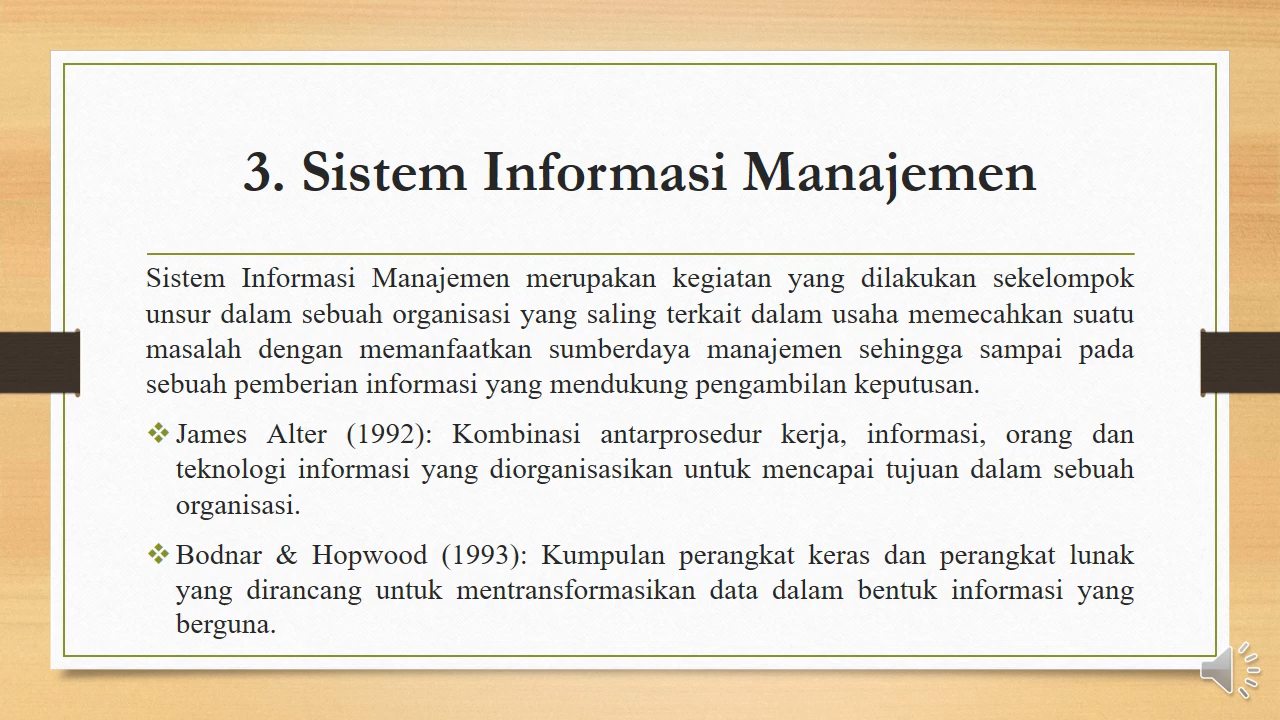 3. Sistem Informasi Manajemen
Sistem Informasi Manajemen merupakan kegiatan yang dilakukan sekelompok
unsur dalam sebuah organisasi yang saling terkait dalam usaha memecahkan suatu
masalah dengan memanfaatkan sumberdaya manajemen sehingga sampai pada
sebuah pemberian informasi yang mendukung pengambilan keputusan.
❖ James Alter (1992): Kombinasi antarprosedur kerja, informasi, orang dan
teknologi informasi yang diorganisasikan untuk mencapai tujuan dalam sebuah
organisasi.
❖ Bodnar & Hopwood (1993): Kumpulan perangkat keras dan perangkat lunak
yang dirancang untuk mentransformasikan data dalam bentuk informasi yang
berguna.